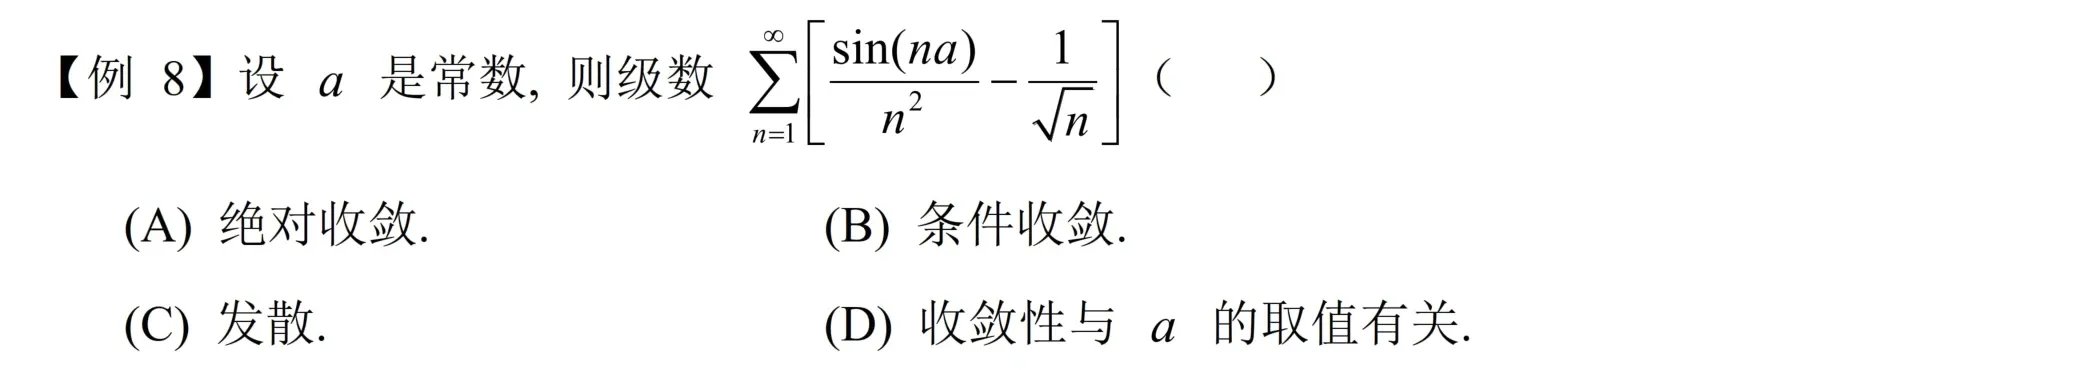 【例 8】设 a 是常数, 则级数 $\sum_{n=1}^{\infty}\left[\frac{\sin(na)}{n^2}-\frac{1}{\sqrt{n}}\right]$ ( )
(A) 绝对收敛. (B) 条件收敛.
(C) 发散. (D) 收敛性与 a 的取值有关.